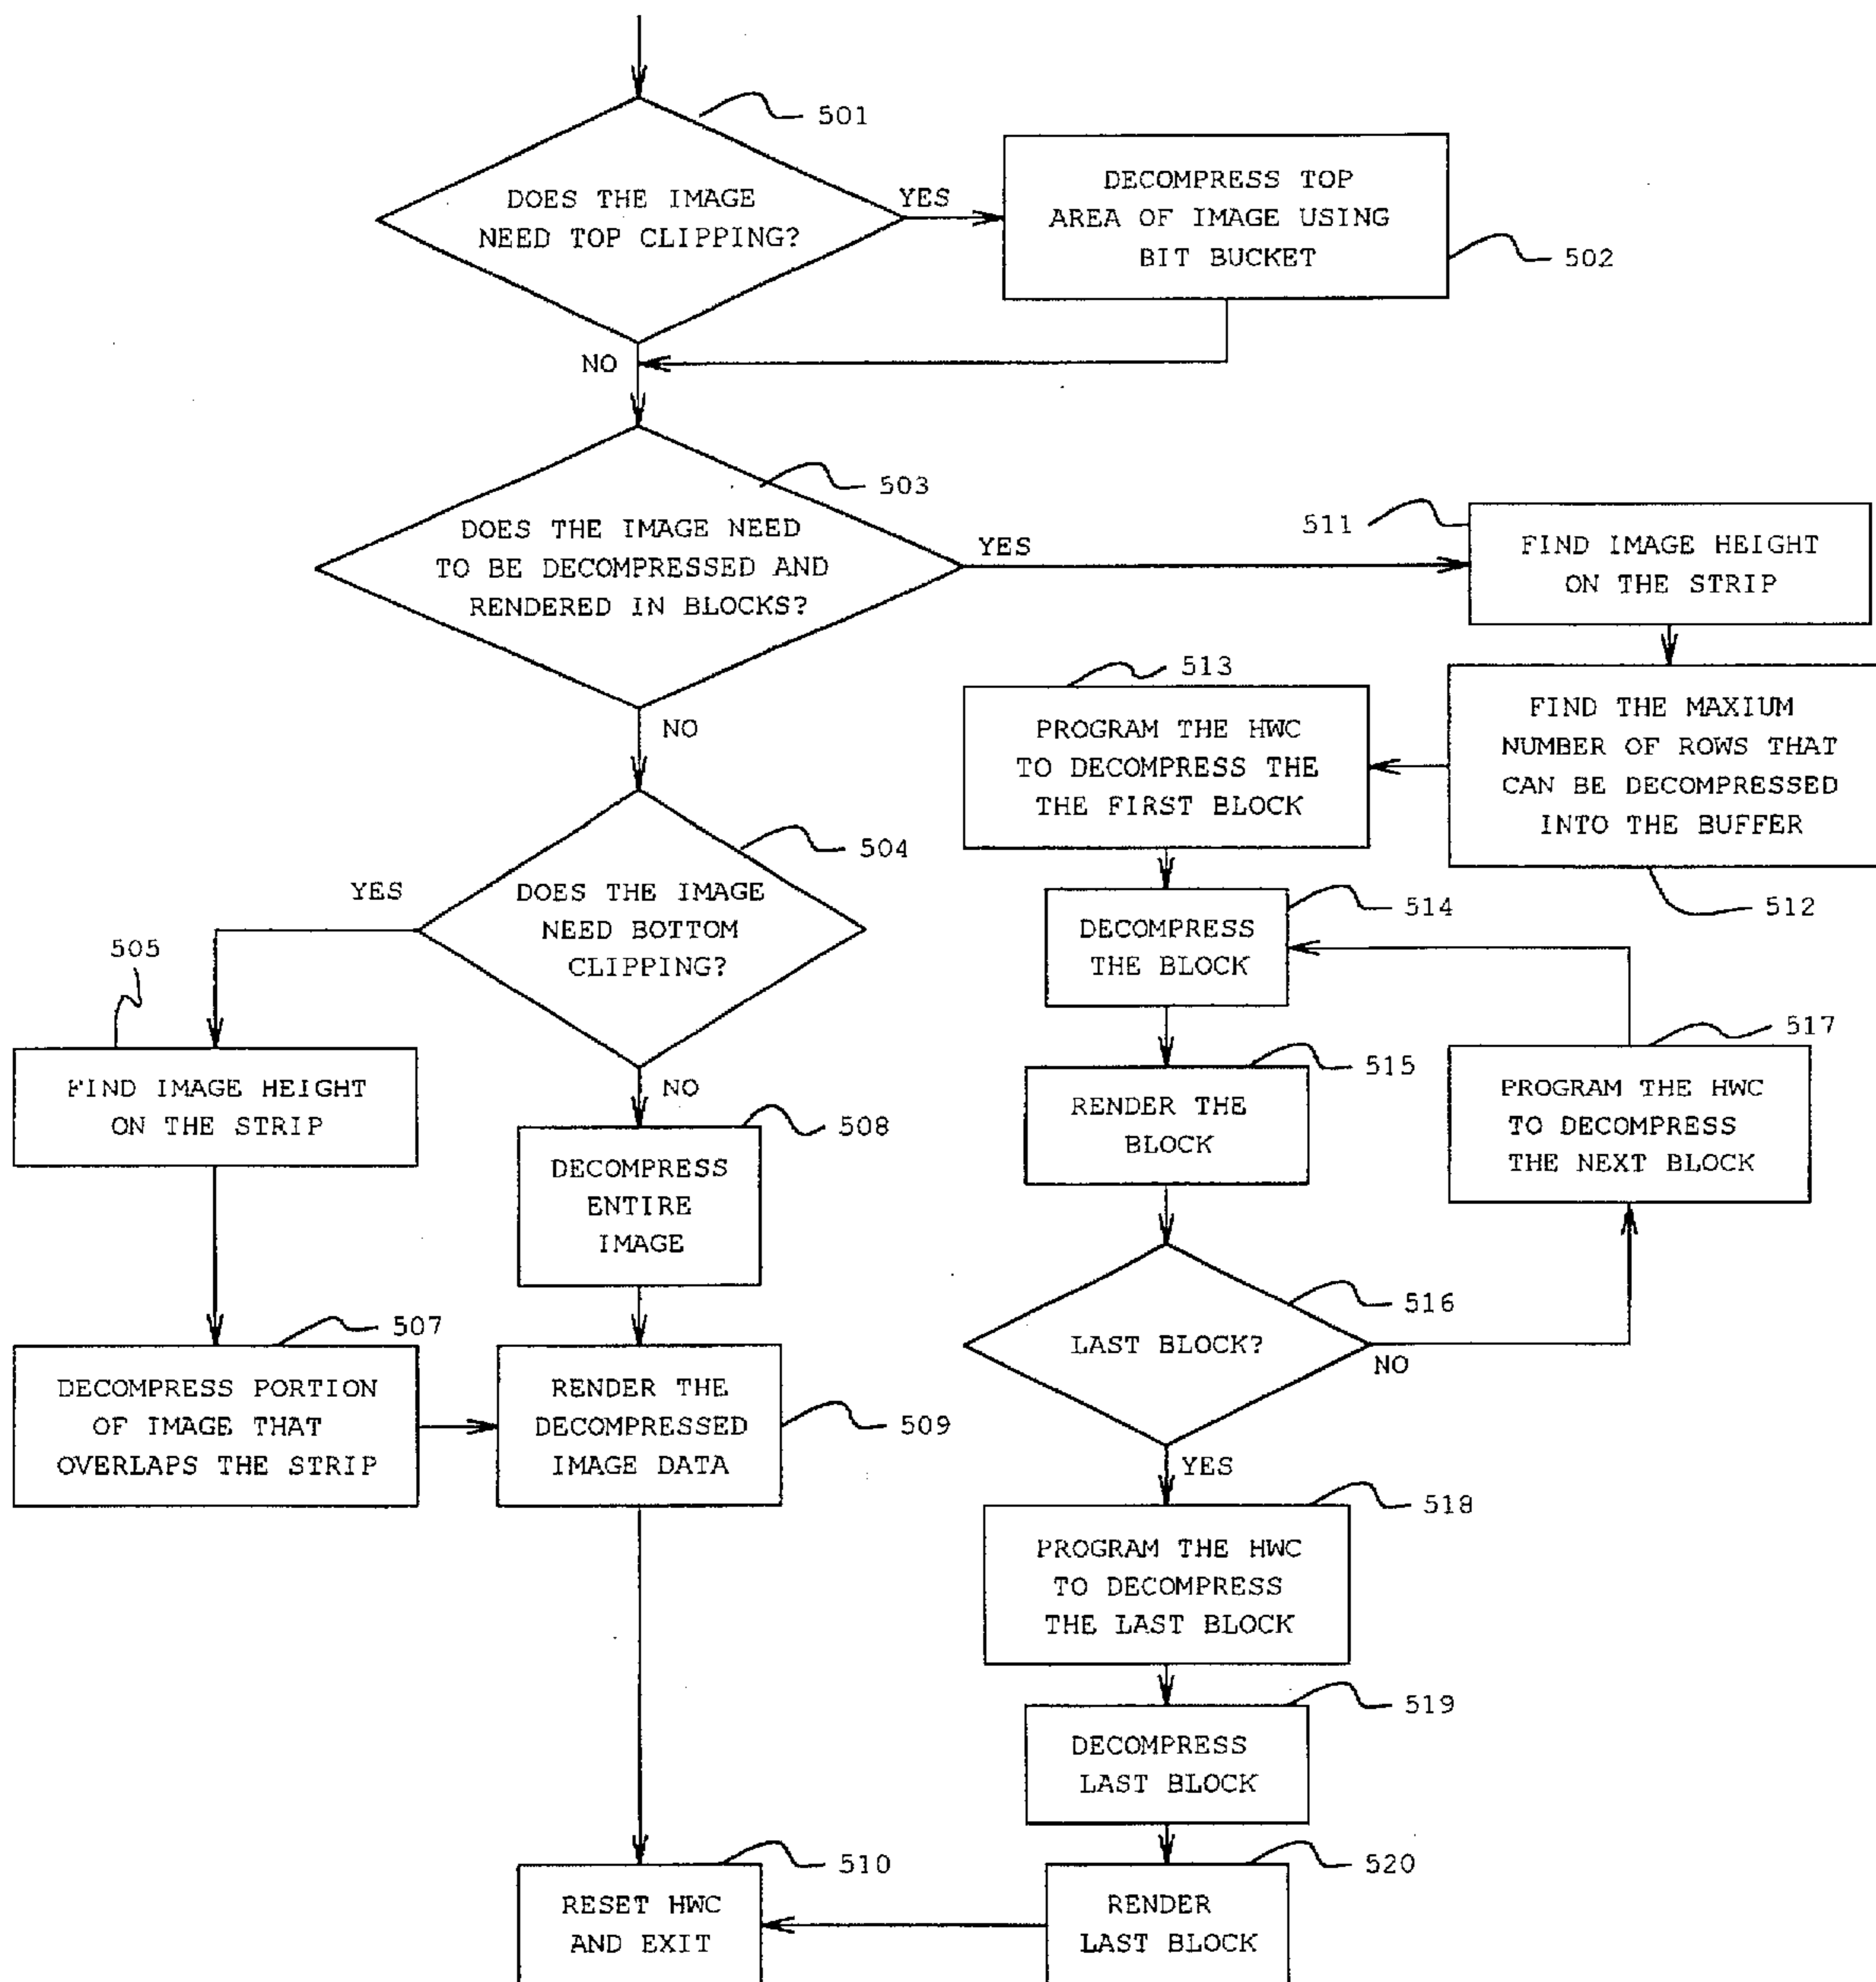 501
DOES THE IMAGE
NEED TOP CLIPPING?
YES
DECOMPRESS TOP
AREA OF IMAGE USING
BIT BUCKET
502
NO
503
DOES THE IMAGE NEED
TO BE DECOMPRESSED AND
RENDERED IN BLOCKS?
YES
511
FIND IMAGE HEIGHT
ON THE STRIP
FIND THE MAXIUM
NUMBER OF ROWS THAT
CAN BE DECOMPRESSED
INTO THE BUFFER
512
513
PROGRAM THE HWC
TO DECOMPRESS THE
THE FIRST BLOCK
NO
504
DOES THE IMAGE
NEED BOTTOM
CLIPPING?
YES
505
FIND IMAGE HEIGHT
ON THE STRIP
NO
508
DECOMPRESS
ENTIRE
IMAGE
507
DECOMPRESS PORTION
OF IMAGE THAT
OVERLAPS THE STRIP
RENDER THE
DECOMPRESSED
IMAGE DATA
509
514
DECOMPRESS
THE BLOCK
515
RENDER THE
BLOCK
517
PROGRAM THE HWC
TO DECOMPRESS
THE NEXT BLOCK
516
LAST BLOCK?
NO
YES
518
PROGRAM THE HWC
TO DECOMPRESS
THE LAST BLOCK
519
DECOMPRESS
LAST BLOCK
520
RENDER
LAST BLOCK
510
RESET HWC
AND EXIT